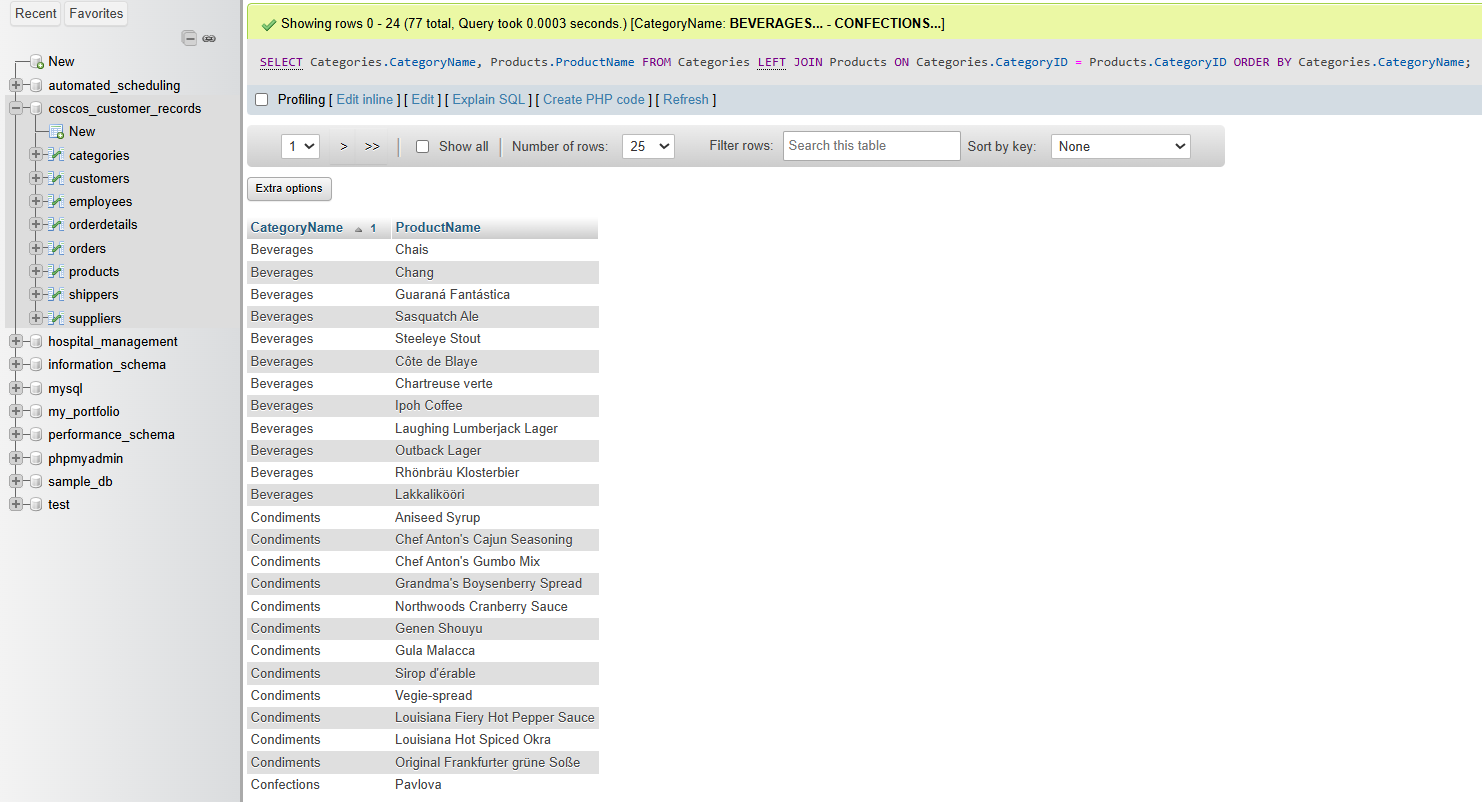 Recent Favorites
New
automated_scheduling
coscos_customer_records
New
categories
customers
employees
orderdetails
orders
products
shippers
suppliers
hospital_management
information_schema
mysql
my_portfolio
performance_schema
phpmyadmin
sample_db
test
Showing rows 0 - 24 (77 total, Query took 0.0003 seconds.) [CategoryName: BEVERAGES... - CONFECTIONS...]
SELECT Categories.CategoryName, Products.ProductName FROM Categories LEFT JOIN Products ON Categories.CategoryID = Products.CategoryID ORDER BY Categories.CategoryName;
Profiling [ Edit inline ] [ Edit ] [ Explain SQL ] [ Create PHP code ] [ Refresh ]
1 > >> | Show all | Number of rows: 25 Filter rows: Search this table Sort by key: None
Extra options
CategoryName 1 ProductName
Beverages Chais
Beverages Chang
Beverages Guaraná Fantástica
Beverages Sasquatch Ale
Beverages Steeleye Stout
Beverages Côte de Blaye
Beverages Chartreuse verte
Beverages Ipoh Coffee
Beverages Laughing Lumberjack Lager
Beverages Outback Lager
Beverages Rhönbräu Klosterbier
Beverages Lakkalikööri
Condiments Aniseed Syrup
Condiments Chef Anton's Cajun Seasoning
Condiments Chef Anton's Gumbo Mix
Condiments Grandma's Boysenberry Spread
Condiments Northwoods Cranberry Sauce
Condiments Genen Shouyu
Condiments Gula Malacca
Condiments Sirop d'érable
Condiments Vegie-spread
Condiments Louisiana Fiery Hot Pepper Sauce
Condiments Louisiana Hot Spiced Okra
Condiments Original Frankfurter grüne Soße
Confections Pavlova